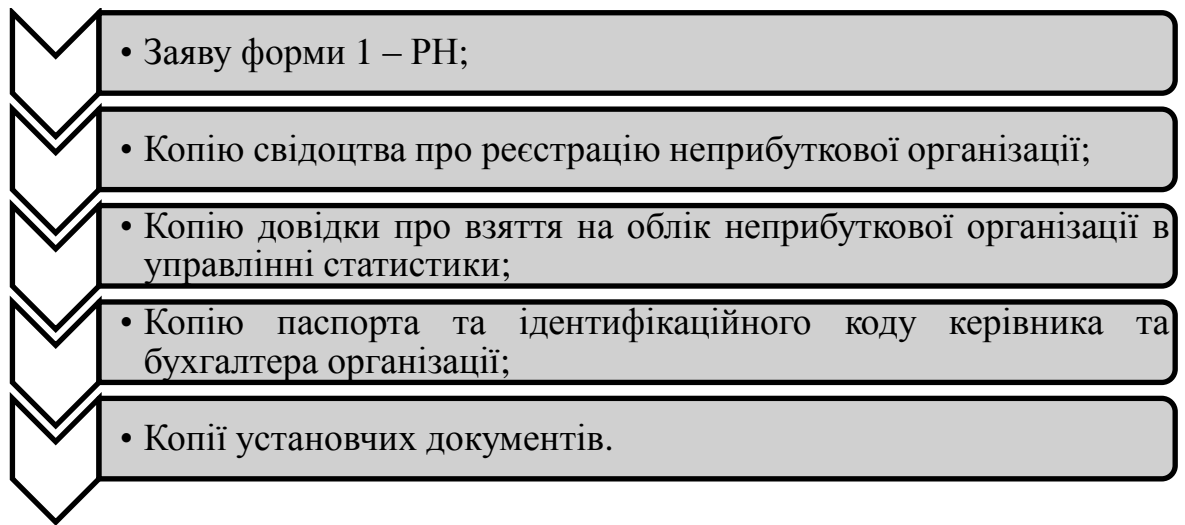 • Заяву форми 1 – РН;
• Копію свідоцтва про реєстрацію неприбуткової організації;
• Копію довідки про взяття на облік неприбуткової організації в
управлінні статистики;
• Копію паспорта та ідентифікаційного коду керівника та
бухгалтера організації;
• Копії установчих документів.